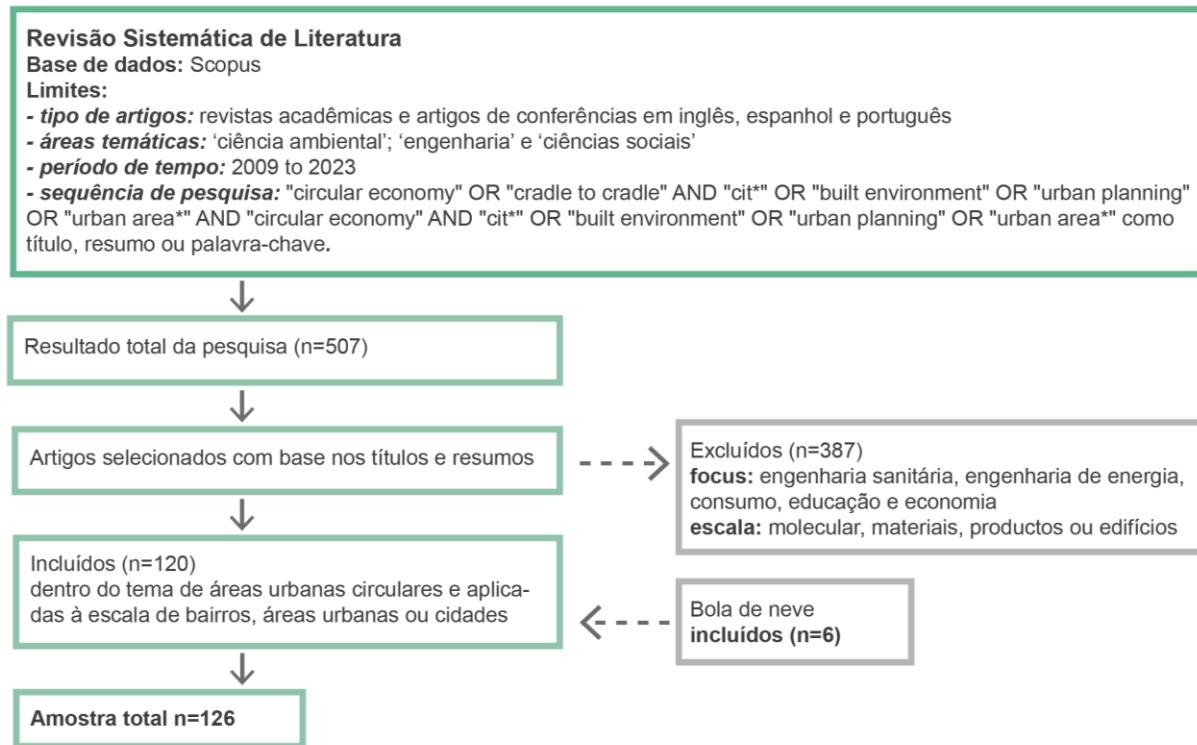 Revisão Sistemática de Literatura
Base de dados: Scopus
Limites:
- tipo de artigos: revistas acadêmicas e artigos de conferências em inglês, espanhol e português
- áreas temáticas: ‘ciência ambiental’; ‘engenharia’ e ‘ciências sociais’
- período de tempo: 2009 to 2023
- sequência de pesquisa: "circular economy" OR "cradle to cradle" AND "cit*" OR "built environment" OR "urban planning"
OR "urban area*" AND "circular economy" AND "cit*" OR "built environment" OR "urban planning" OR "urban area*" como
título, resumo ou palavra-chave.
Resultado total da pesquisa (n=507)
Artigos selecionados com base nos títulos e resumos
Excluídos (n=387)
focus: engenharia sanitária, engenharia de energia,
consumo, educação e economia
escala: molecular, materiais, productos ou edifícios
Incluídos (n=120)
dentro do tema de áreas urbanas circulares e aplica-
das à escala de bairros, áreas urbanas ou cidades
Bola de neve
incluídos (n=6)
Amostra total n=126